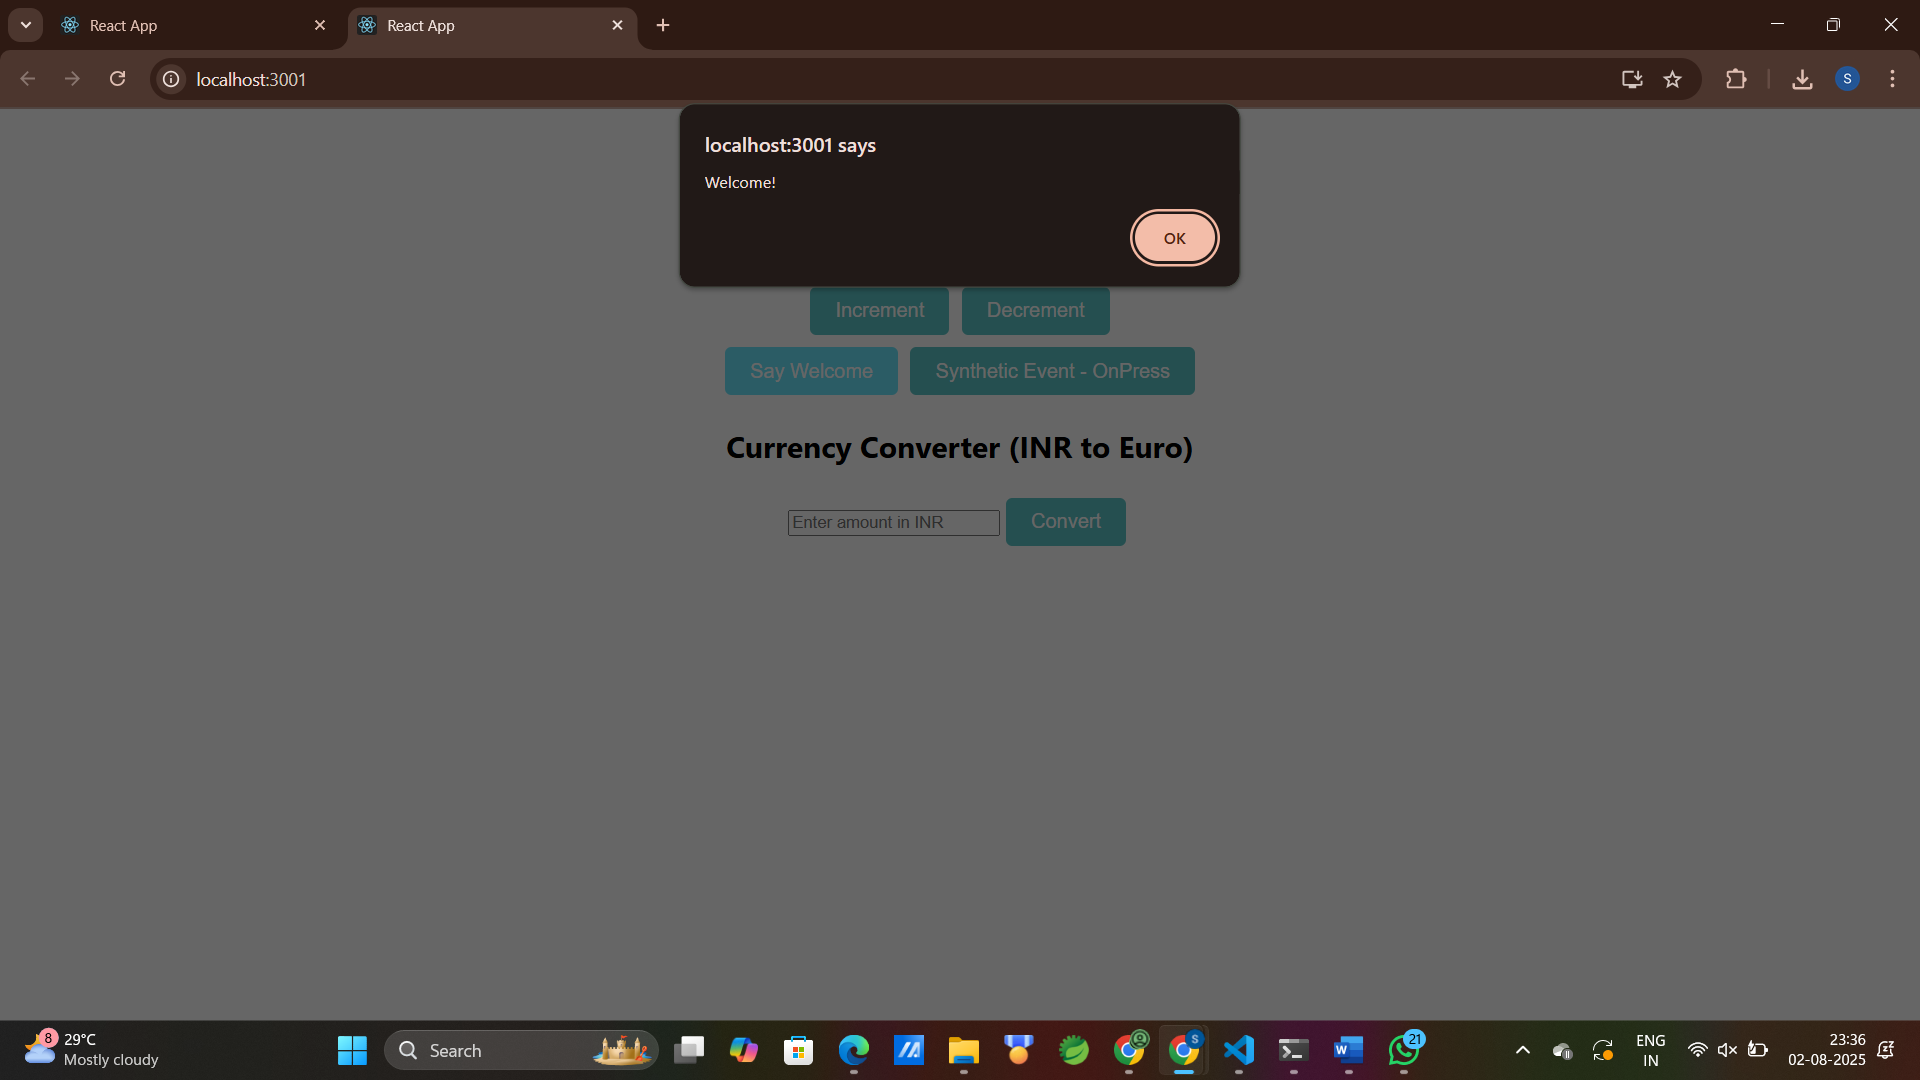 React App
React App
localhost:3001
S
localhost:3001 says
Welcome!
OK
Increment Decrement
Say Welcome Synthetic Event - OnPress
Currency Converter (INR to Euro)
Enter amount in INR Convert
8
29°C
Mostly cloudy
Search
S
W
21
ENG
IN
23:36
02-08-2025